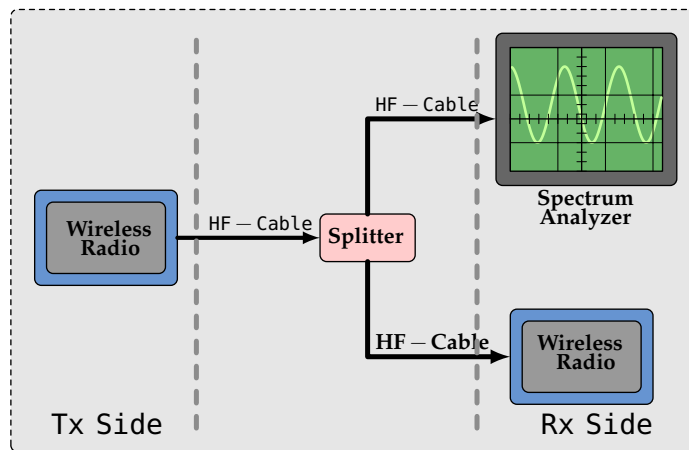 HF – Cable
Spectrum
Analyzer
Wireless
Radio
HF – Cable
Splitter
HF – Cable
Wireless
Radio
Tx Side
Rx Side